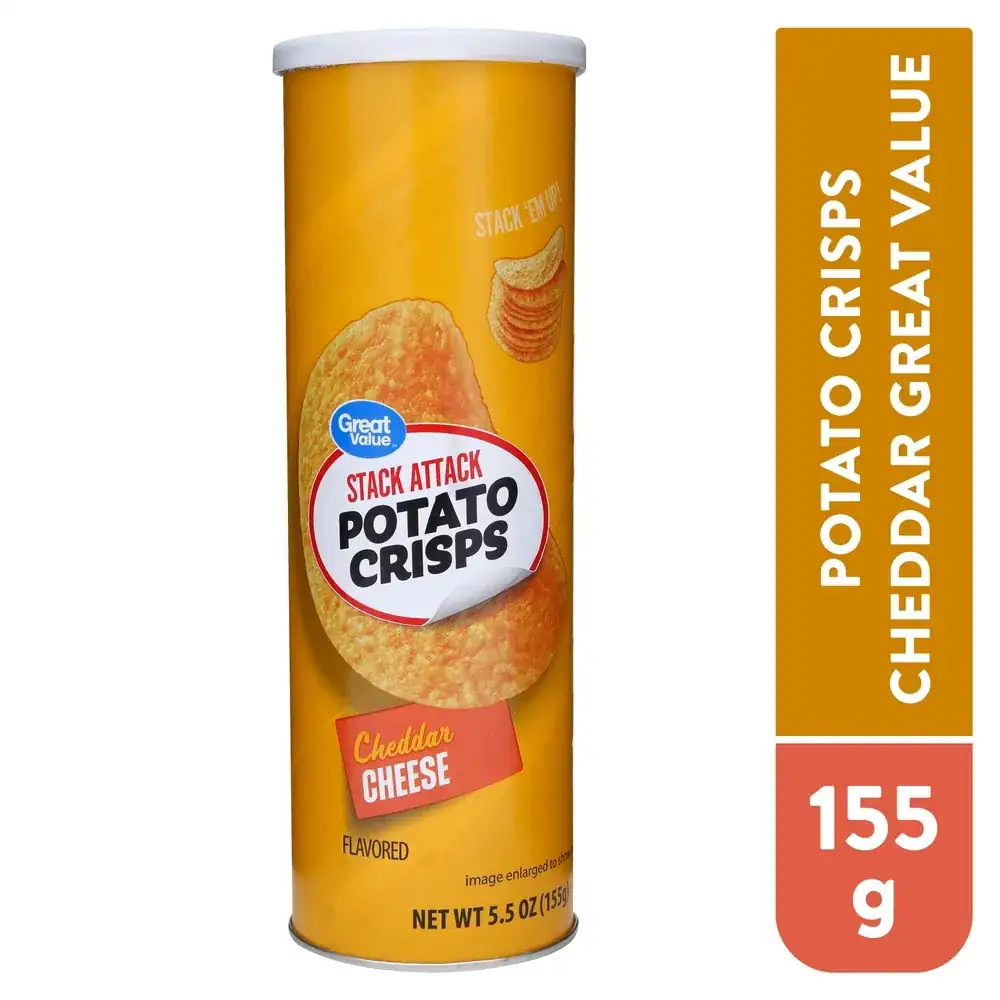 STACK 'EM UP!
Great
Value
STACK ATTACK
POTATO
CRISPS
Cheddar
CHEESE
FLAVORED
image enlarged to show
NET WT 5.5 OZ (155g)
POTATO CRISPS
CHEDDAR GREAT VALUE
155
g